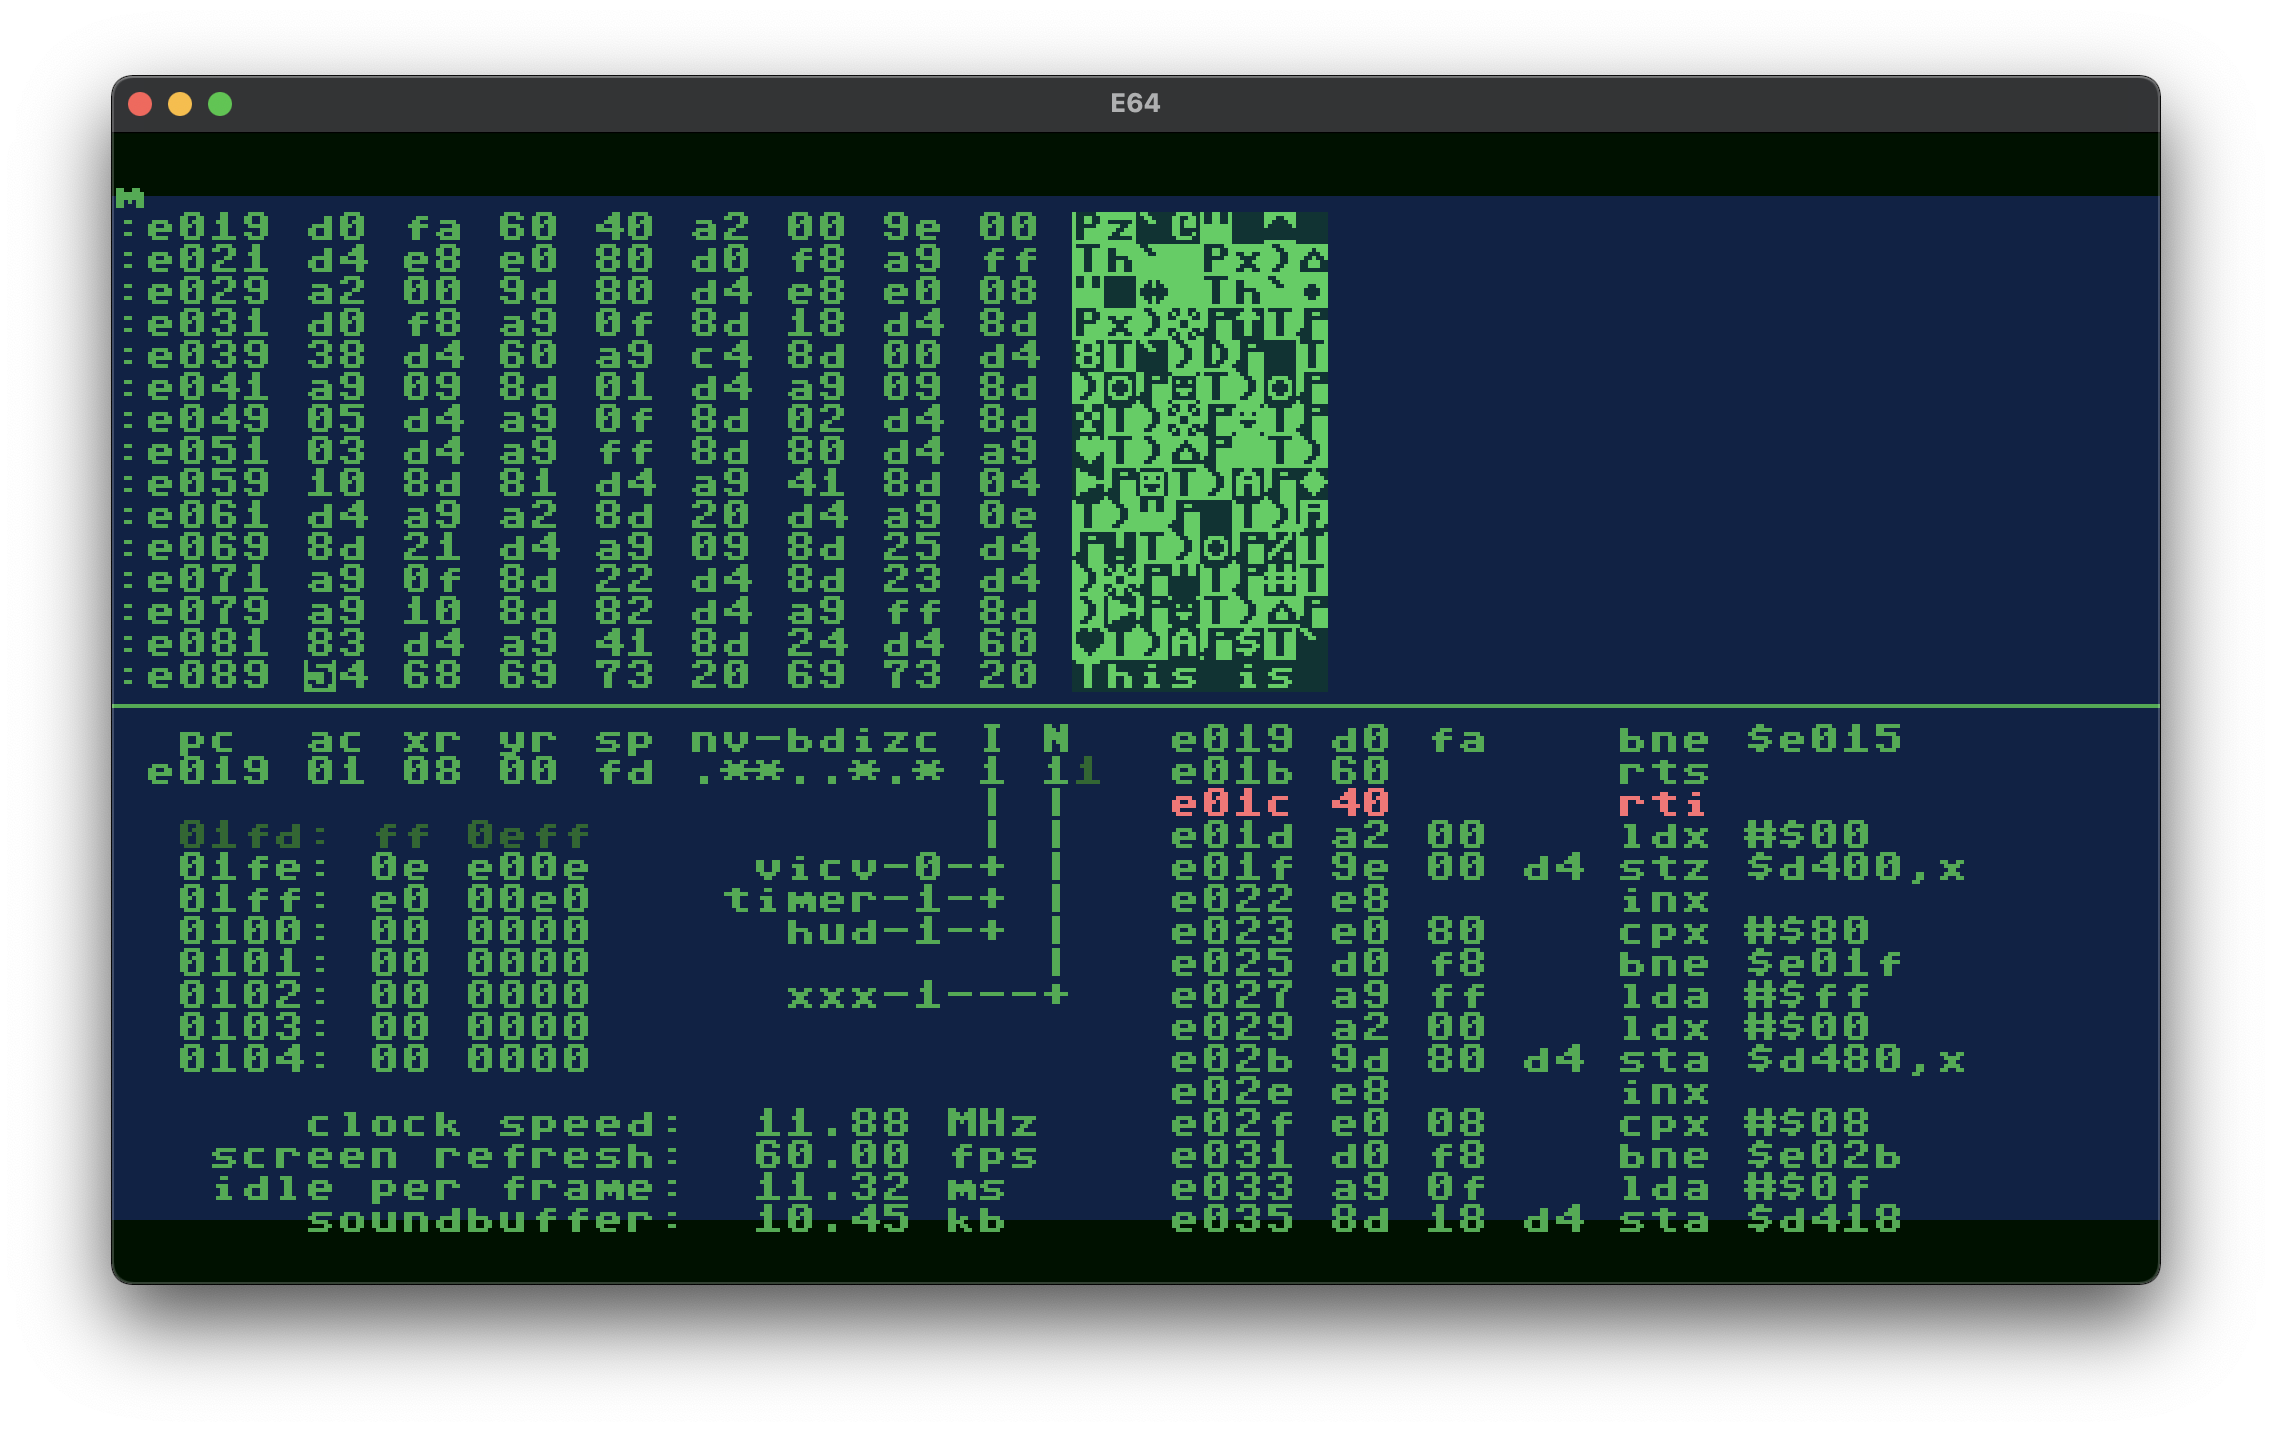 E64
M
:e019 d0 fa 60 40 a2 00 9e 00
:e021 d4 e8 e0 80 d0 f8 a9 ff
:e029 a2 00 9d 80 d4 e8 e0 08
:e031 d0 f8 a9 0f 8d 18 d4 8d
:e039 38 d4 60 a9 c4 8d 00 d4
:e041 a9 09 8d 01 d4 a9 09 8d
:e049 05 d4 a9 0f 8d 02 d4 8d
:e051 03 d4 a9 ff 8d 80 d4 a9
:e059 10 8d 81 d4 a9 41 8d 04
:e061 d4 a9 a2 8d 20 d4 a9 0e
:e069 8d 21 d4 a9 09 8d 25 d4
:e071 a9 0f 8d 22 d4 8d 23 d4
:e079 a9 10 8d 82 d4 a9 ff 8d
:e081 83 d4 a9 41 8d 24 d4 60
:e089 54 68 69 73 20 69 73 20 This is
pc ac xr yr sp nv-bdizc I N
e019 01 08 00 fd .**..*.* 1 11
01fd: ff 0eff
01fe: 0e e00e
01ff: e0 00e0
0100: 00 0000
0101: 00 0000
0102: 00 0000
0103: 00 0000
0104: 00 0000
vicv-0-+
timer-1-+
hud-1-+
xxx-1---+
clock speed: 11.88 MHz
screen refresh: 60.00 fps
idle per frame: 11.32 ms
soundbuffer: 10.45 kb
e019 d0 fa bne $e015
e01b 60 rts
e01c 40 rti
e01d a2 00 ldx #$00
e01f 9e 00 d4 stz $d400,x
e022 e8 inx
e023 e0 80 cpx #$80
e025 d0 f8 bne $e01f
e027 a9 ff lda #$ff
e029 a2 00 ldx #$00
e02b 9d 80 d4 sta $d480,x
e02e e8 inx
e02f e0 08 cpx #$08
e031 d0 f8 bne $e02b
e033 a9 0f lda #$0f
e035 8d 18 d4 sta $d418